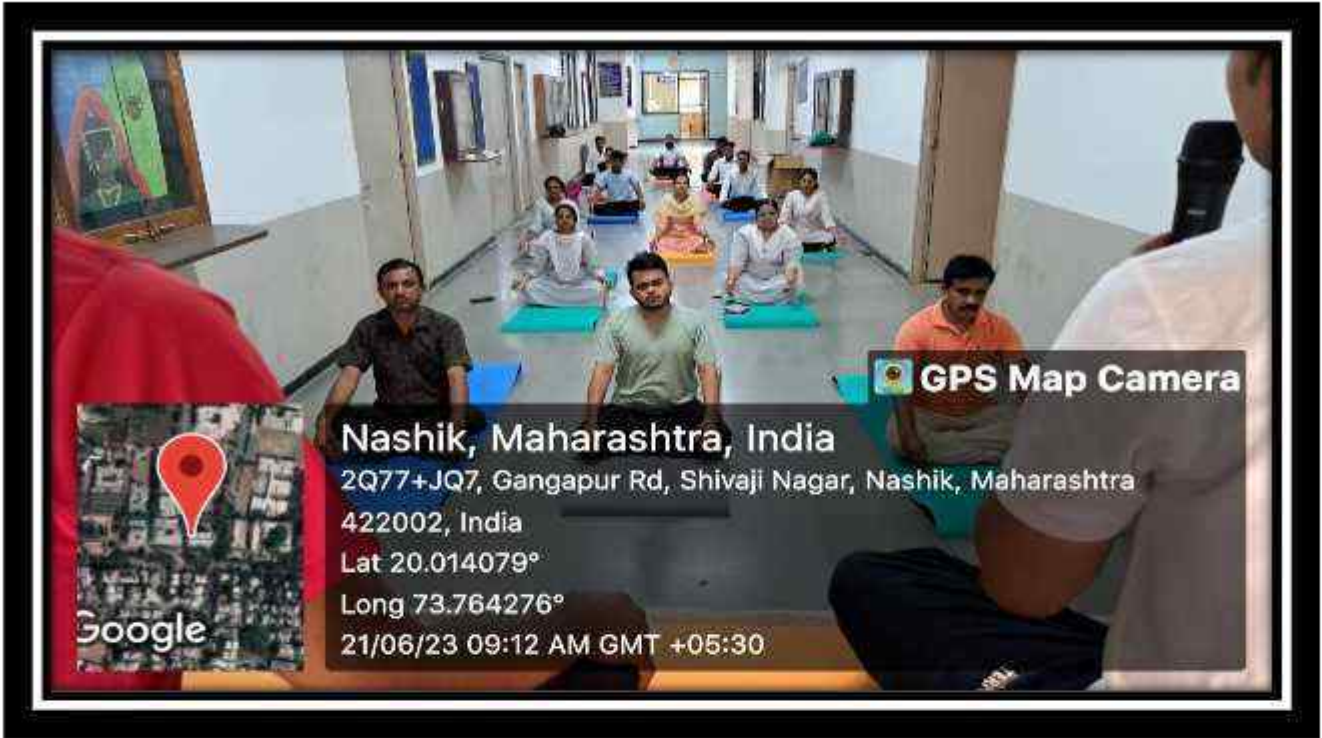 GPS Map Camera
Nashik, Maharashtra, India
2Q77+JQ7, Gangapur Rd, Shivaji Nagar, Nashik, Maharashtra
422002, India
Lat 20.014079°
Long 73.764276°
21/06/23 09:12 AM GMT +05:30
Google